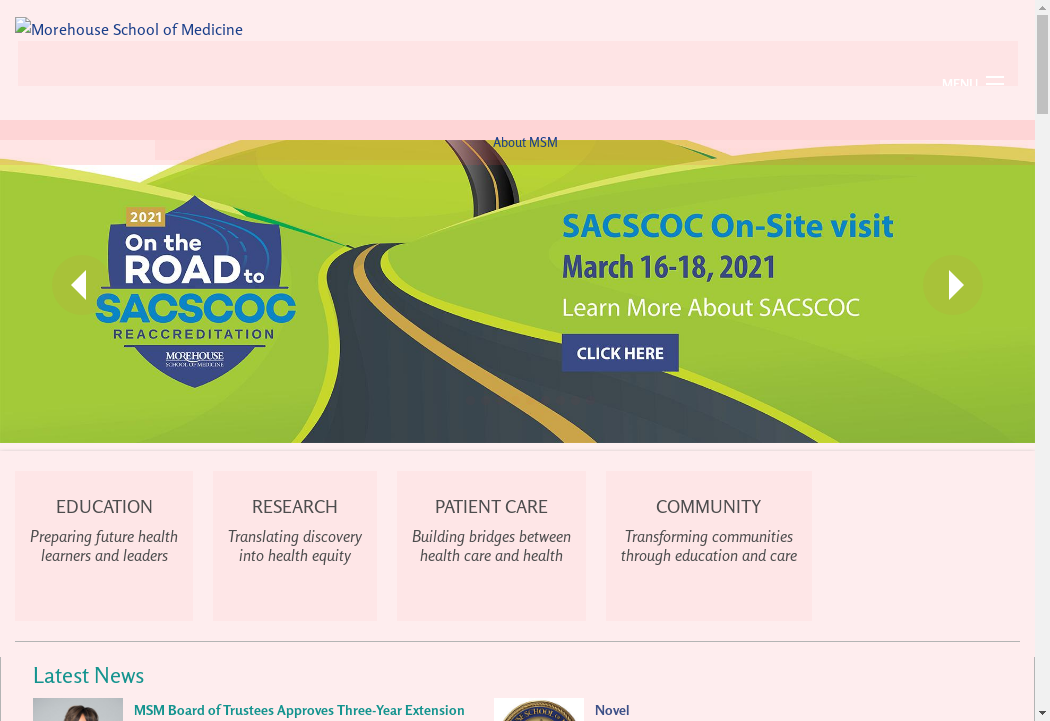 Morehouse School of Medicine
MENU
About MSM
2021
On the
ROAD to
SACSCOC
REACCREDITATION
MOREHOUSE
SCHOOL OF MEDICINE
SACSCOC On-Site visit
March 16-18, 2021
Learn More About SACSCOC
CLICK HERE
EDUCATION
Preparing future health
learners and leaders
RESEARCH
Translating discovery
into health equity
PATIENT CARE
Building bridges between
health care and health
COMMUNITY
Transforming communities
through education and care
Latest News
MSM Board of Trustees Approves Three-Year Extension
Novel